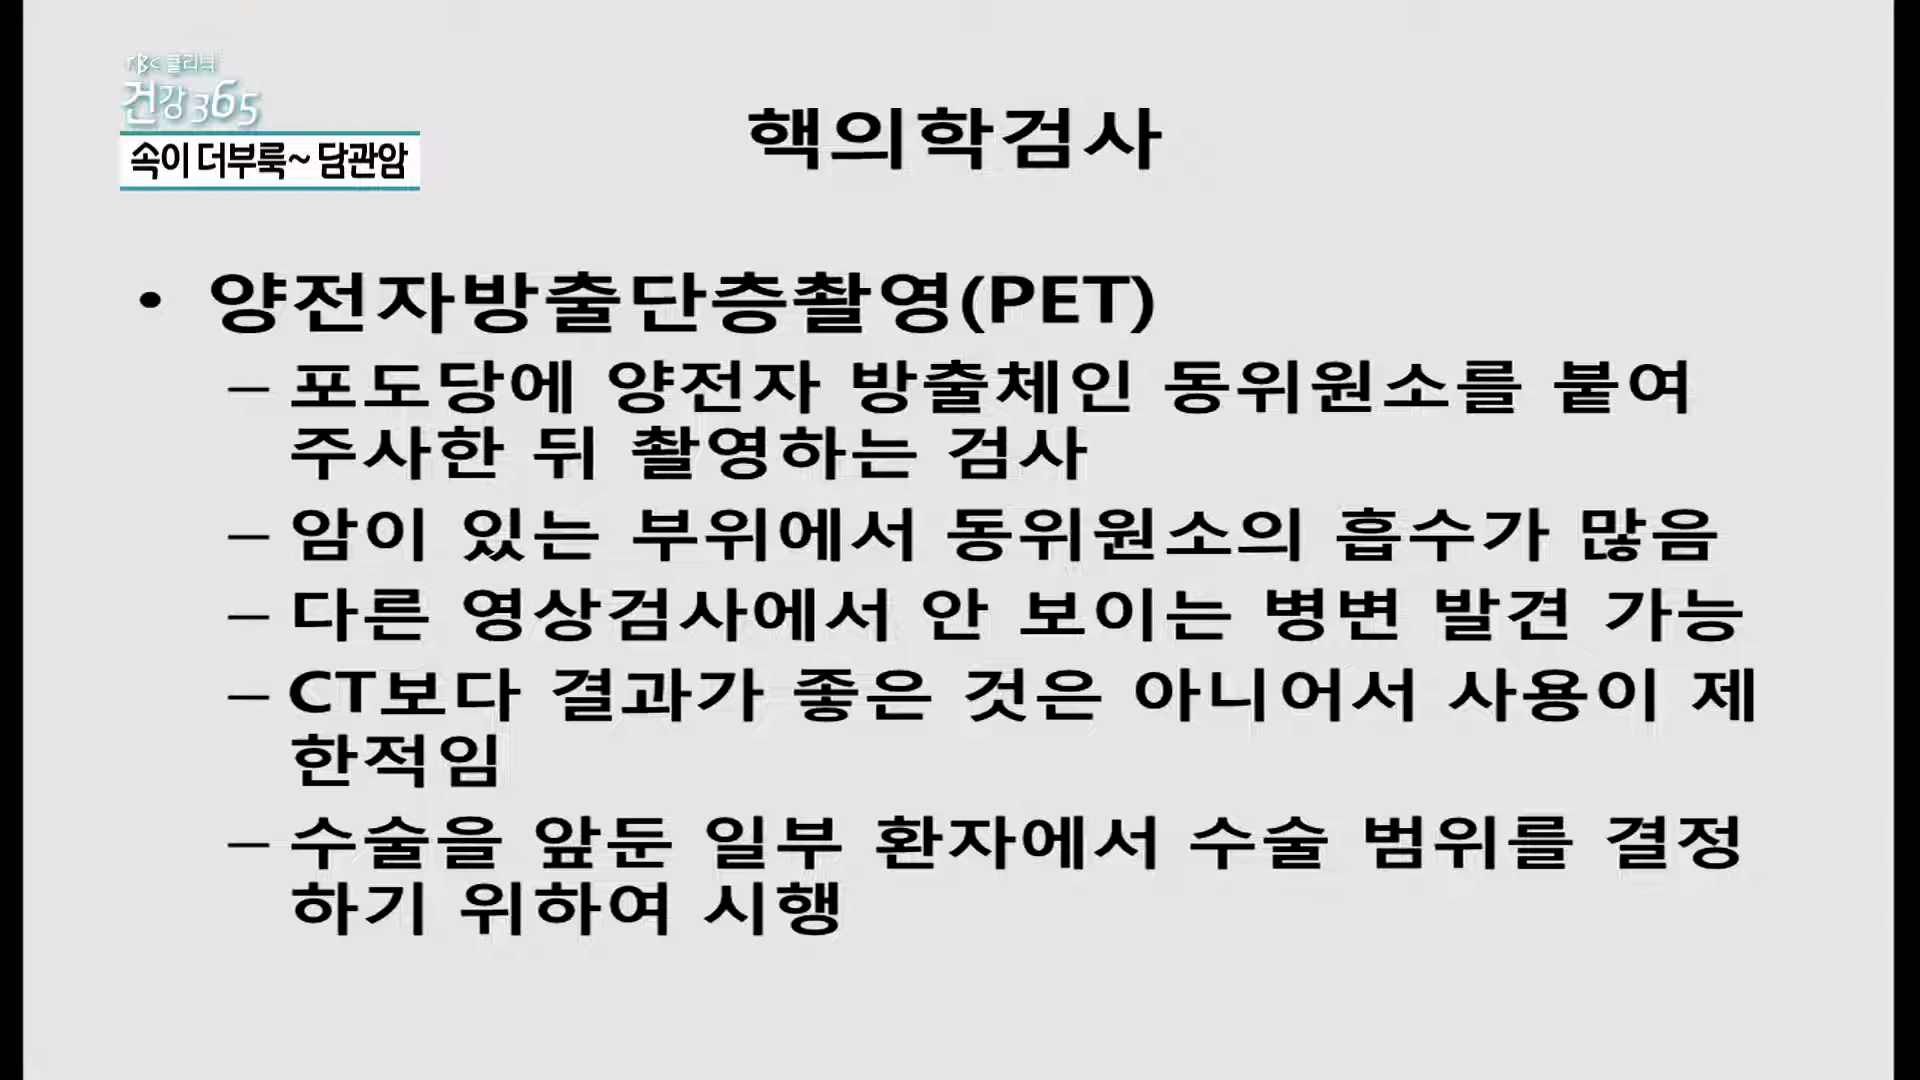 TBC 클리닉
건강 365
속이 더부룩~ 담관암
핵의학검사
• 양전자방출단층촬영(PET)
– 포도당에 양전자 방출체인 동위원소를 붙여
주사한 뒤 촬영하는 검사
– 암이 있는 부위에서 동위원소의 흡수가 많음
– 다른 영상검사에서 안 보이는 병변 발견 가능
– CT보다 결과가 좋은 것은 아니어서 사용이 제
한적임
– 수술을 앞둔 일부 환자에서 수술 범위를 결정
하기 위하여 시행